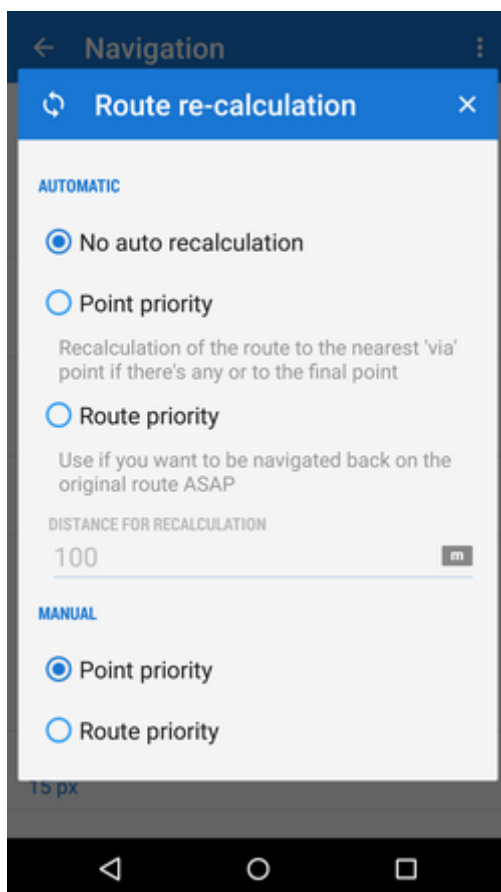 Navigation
Route re-calculation
AUTOMATIC
No auto recalculation
Point priority
Recalculation of the route to the nearest 'via'
point if there's any or to the final point
Route priority
Use if you want to be navigated back on the
original route ASAP
DISTANCE FOR RECALCULATION
100 m
MANUAL
Point priority
Route priority
15 px